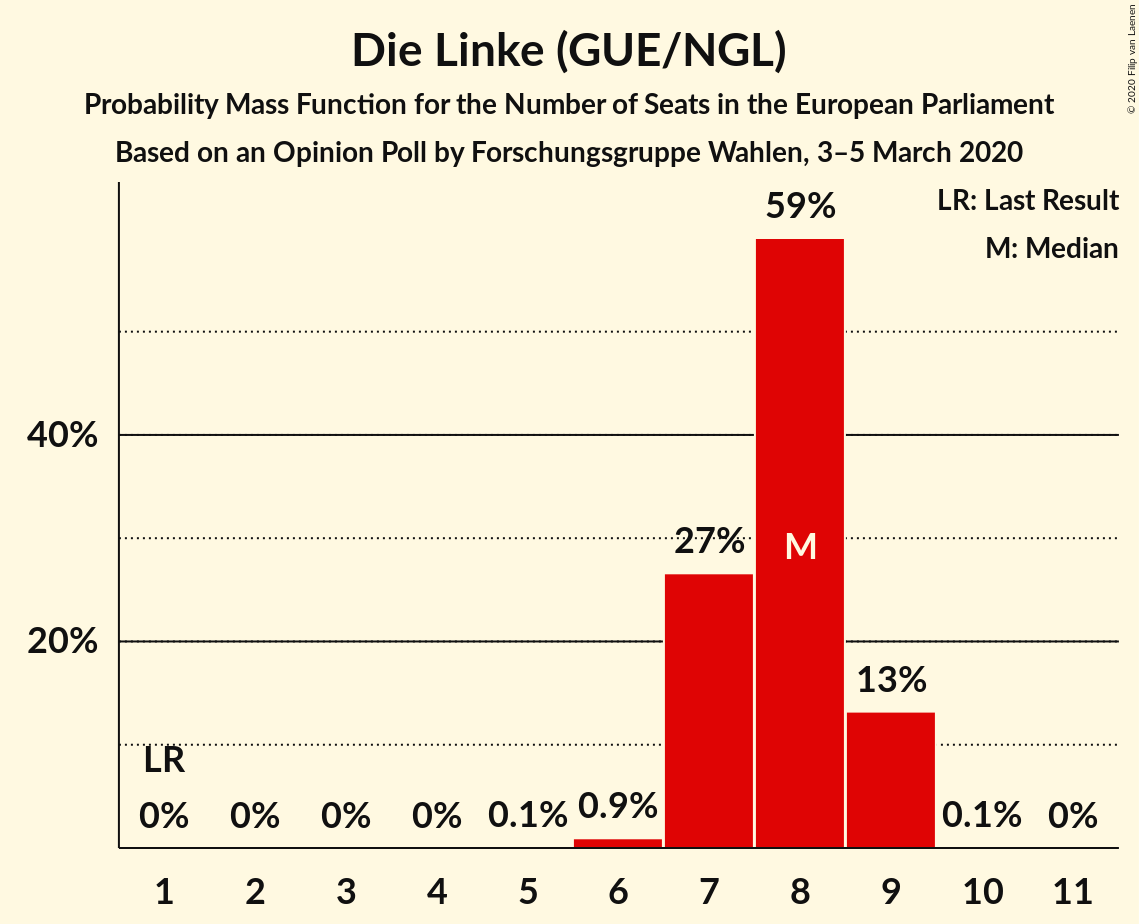 Die Linke (GUE/NGL)
Probability Mass Function for the Number of Seats in the European Parliament
Based on an Opinion Poll by Forschungsgruppe Wahlen, 3–5 March 2020
© 2020 Filip van Laenen
LR: Last Result
M: Median
59%
40%
27%
M
20%
13%
LR
0%
0%
0%
0%
0.1%
0.9%
0.1%
0%
1 2 3 4 5 6 7 8 9 10 11